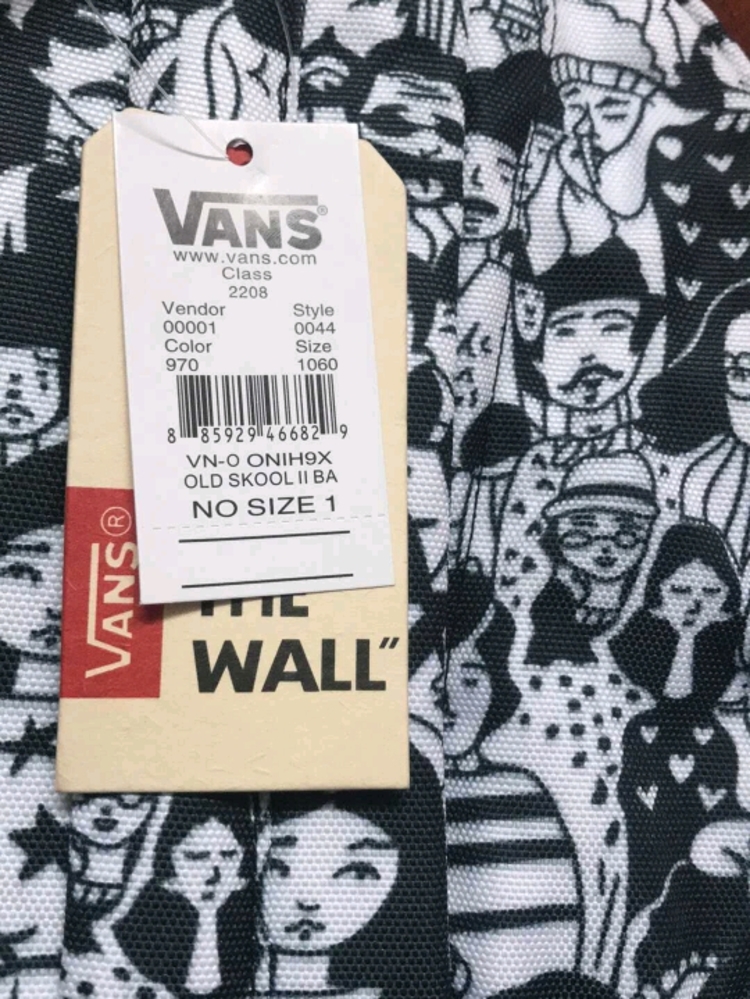 VANS®
www.vans.com
Class
2208
Vendor Style
00001 0044
Color Size
970 1060
8 85929 46682 9
VN-0 ONIH9X
OLD SKOOL II BA
NO SIZE 1
VANS®
THE
WALL”